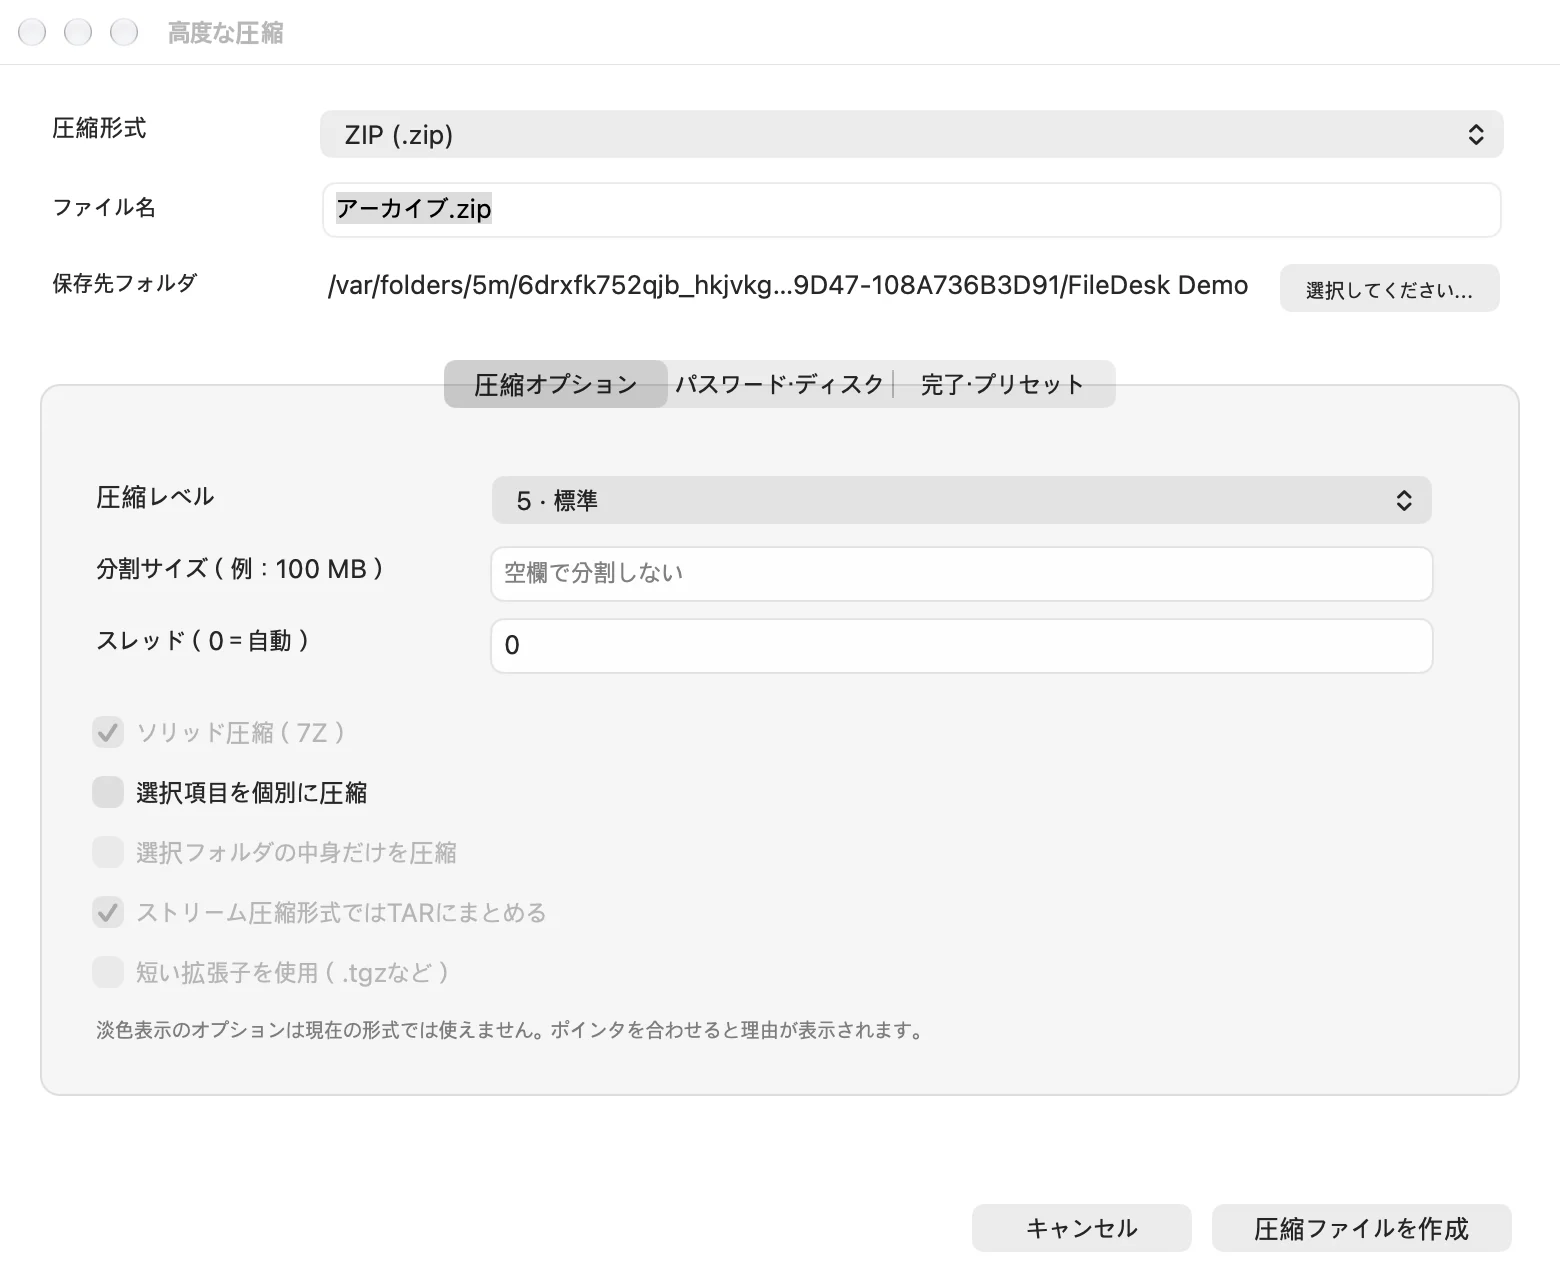 高度な圧縮
圧縮形式
ZIP (.zip)
ファイル名
アーカイブ.zip
保存先フォルダ
/var/folders/5m/6drxfk752qjb_hkjvkg...9D47-108A736B3D91/FileDesk Demo
選択してください...
圧縮オプション
パスワード·ディスク
完了·プリセット
圧縮レベル
5 · 標準
分割サイズ ( 例：100 MB )
空欄で分割しない
スレッド ( 0 = 自動 )
0
ソリッド圧縮 ( 7Z )
選択項目を個別に圧縮
選択フォルダの中身だけを圧縮
ストリーム圧縮形式ではTARにまとめる
短い拡張子を使用 ( .tgzなど )
淡色表示のオプションは現在の形式では使えません。ポインタを合わせると理由が表示されます。
キャンセル
圧縮ファイルを作成